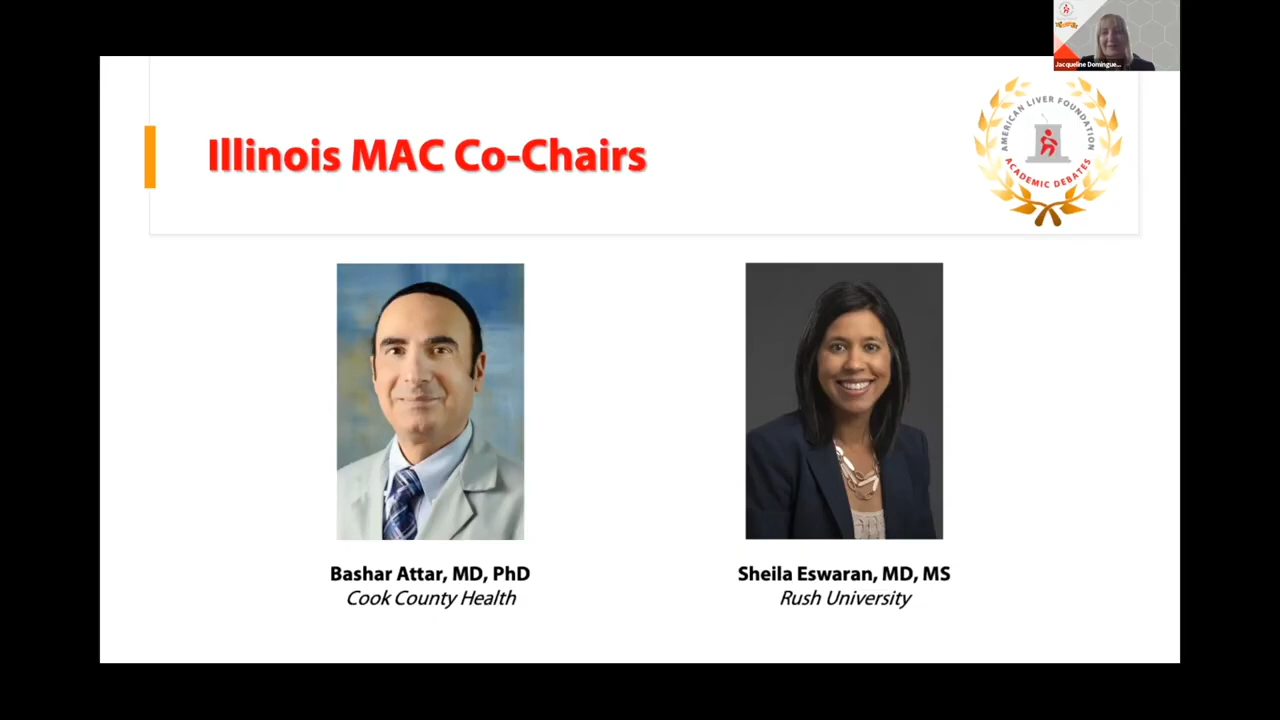 Jacqueline Domingue...
Illinois MAC Co-Chairs
AMERICAN LIVER FOUNDATION
ACADEMIC DEBATES
Bashar Attar, MD, PhD
Cook County Health
Sheila Eswaran, MD, MS
Rush University